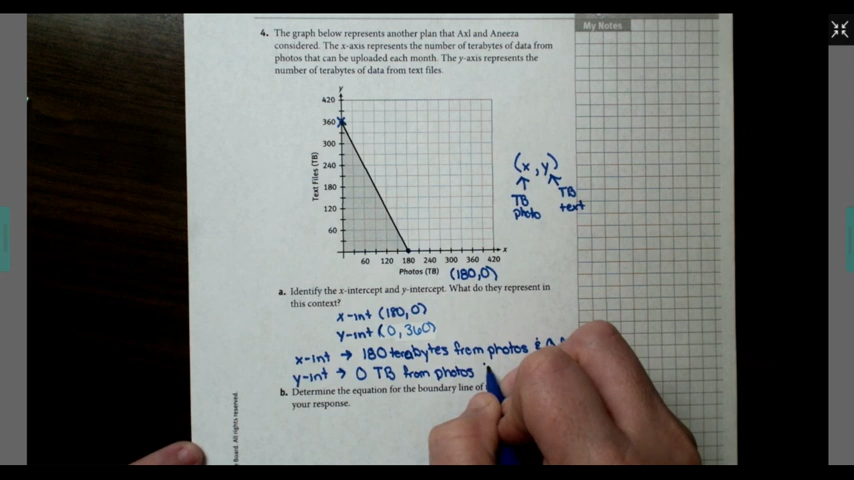 My Notes
4. The graph below represents another plan that Axl and Aneeza
considered. The x-axis represents the number of terabytes of data from
photos that can be uploaded each month. The y-axis represents the
number of terabytes of data from text files.
y
420
360
300
240
180
120
60
Text Files (TB)
60 120 180 240 300 360 420
x
Photos (TB)
(180,0)
(x, y)
TB
photo
TB
text
a. Identify the x-intercept and y-intercept. What do they represent in
this context?
x-int (180,0)
y-int (0,360)
x-int → 180 terabytes from photos &
y-int → 0 TB from photos
b. Determine the equation for the boundary line of
your response.
Board. All rights reserved.